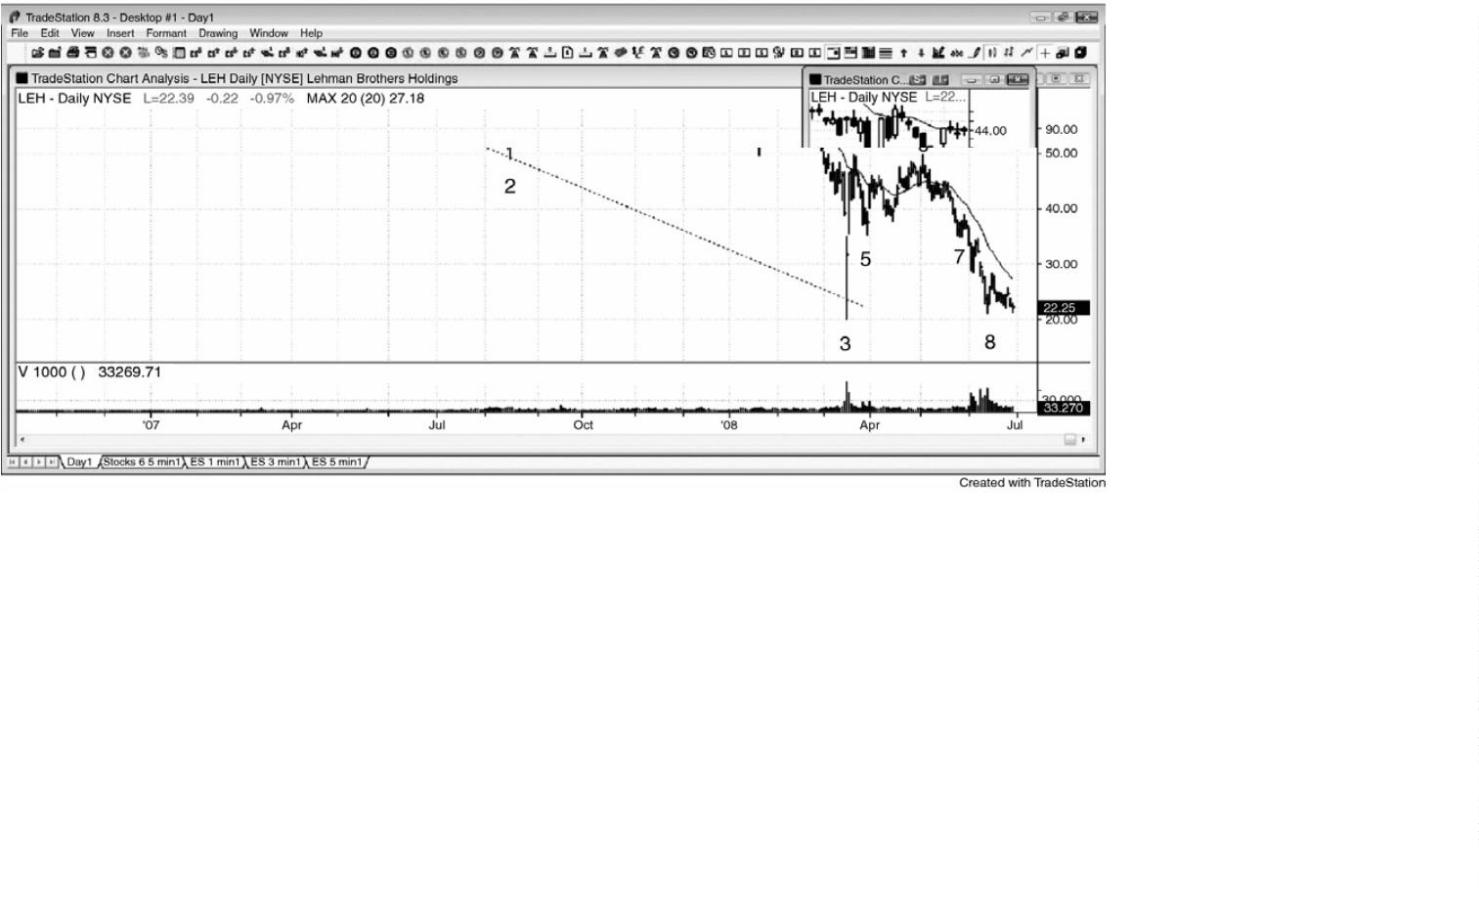 TradeStation 8.3 - Desktop #1 - Day1
File Edit View Insert Formant Drawing Window Help
TradeStation Chart Analysis - LEH Daily [NYSE] Lehman Brothers Holdings
TradeStation C...
LEH - Daily NYSE L=22.39 -0.22 -0.97% MAX 20 (20) 27.18
LEH - Daily NYSE L=22...
44.00
90.00
50.00
1
2
40.00
5
7
30.00
22.25
20.00
3
8
V 1000 ( ) 33269.71
30,000
33.270
'07 Apr Jul Oct '08 Apr Jul
Day1 Stocks 6 5 min1 ES 1 min1 ES 3 min1 ES 5 min1
Created with TradeStation